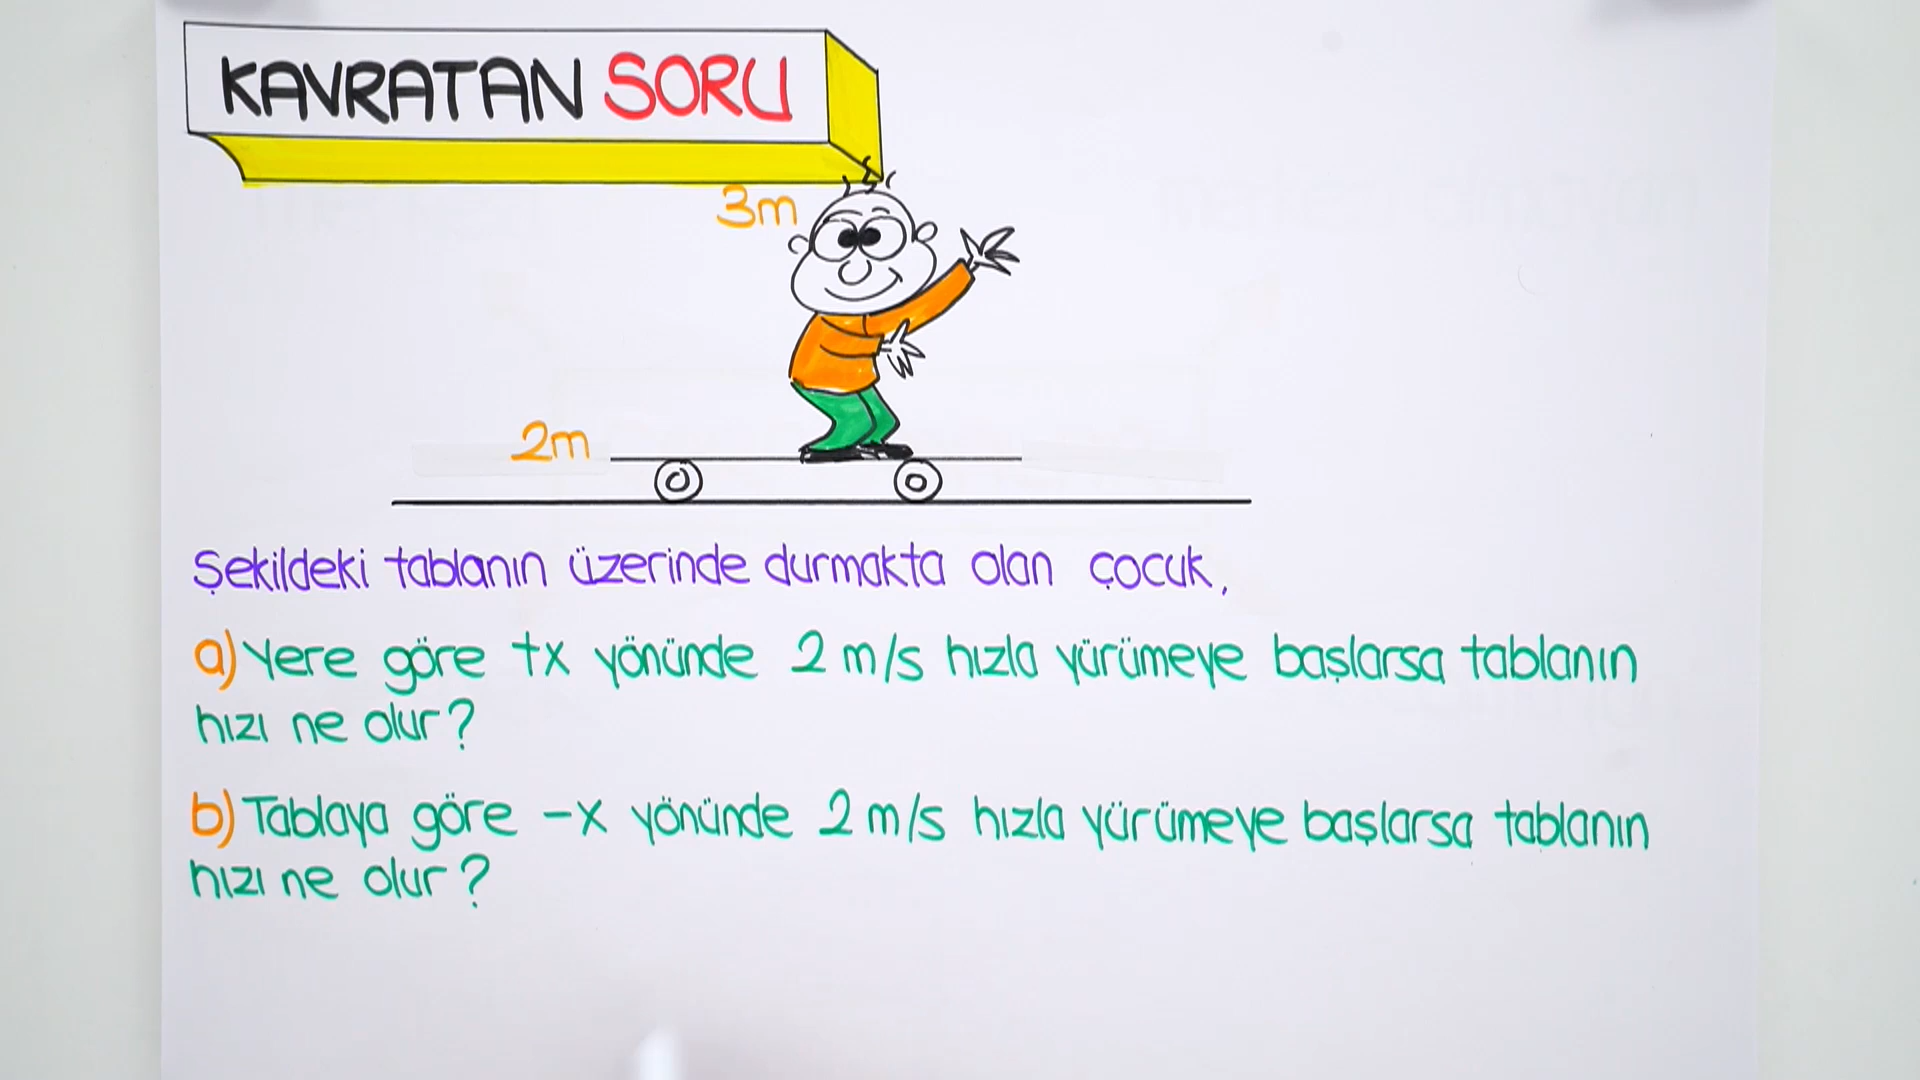 KAVRATAN SORU
3m
2m
Şekildeki tablanın üzerinde durmakta olan çocuk,
a) Yere göre +x yönünde 2 m/s hızla yürümeye başlarsa tablanın
hızı ne olur?
b) Tablaya göre -x yönünde 2 m/s hızla yürümeye başlarsa tablanın
hızı ne olur?